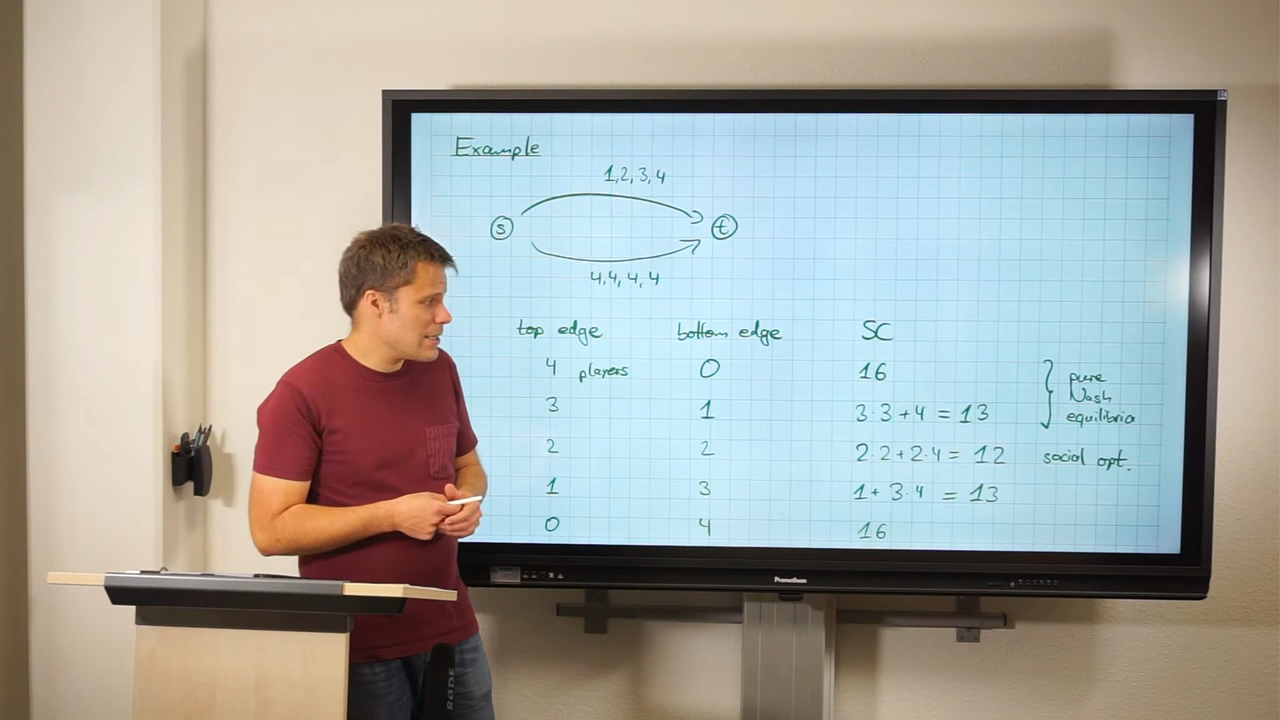 Example
1,2,3,4
s t
4,4,4,4
top edge bottom edge SC
4 players 0 16
3 1 3·3+4 = 13
2 2 2·2+2·4 = 12 social opt.
1 3 1+3·4 = 13
0 4 16
pure
Nash
equilibria
Promethean
RODE